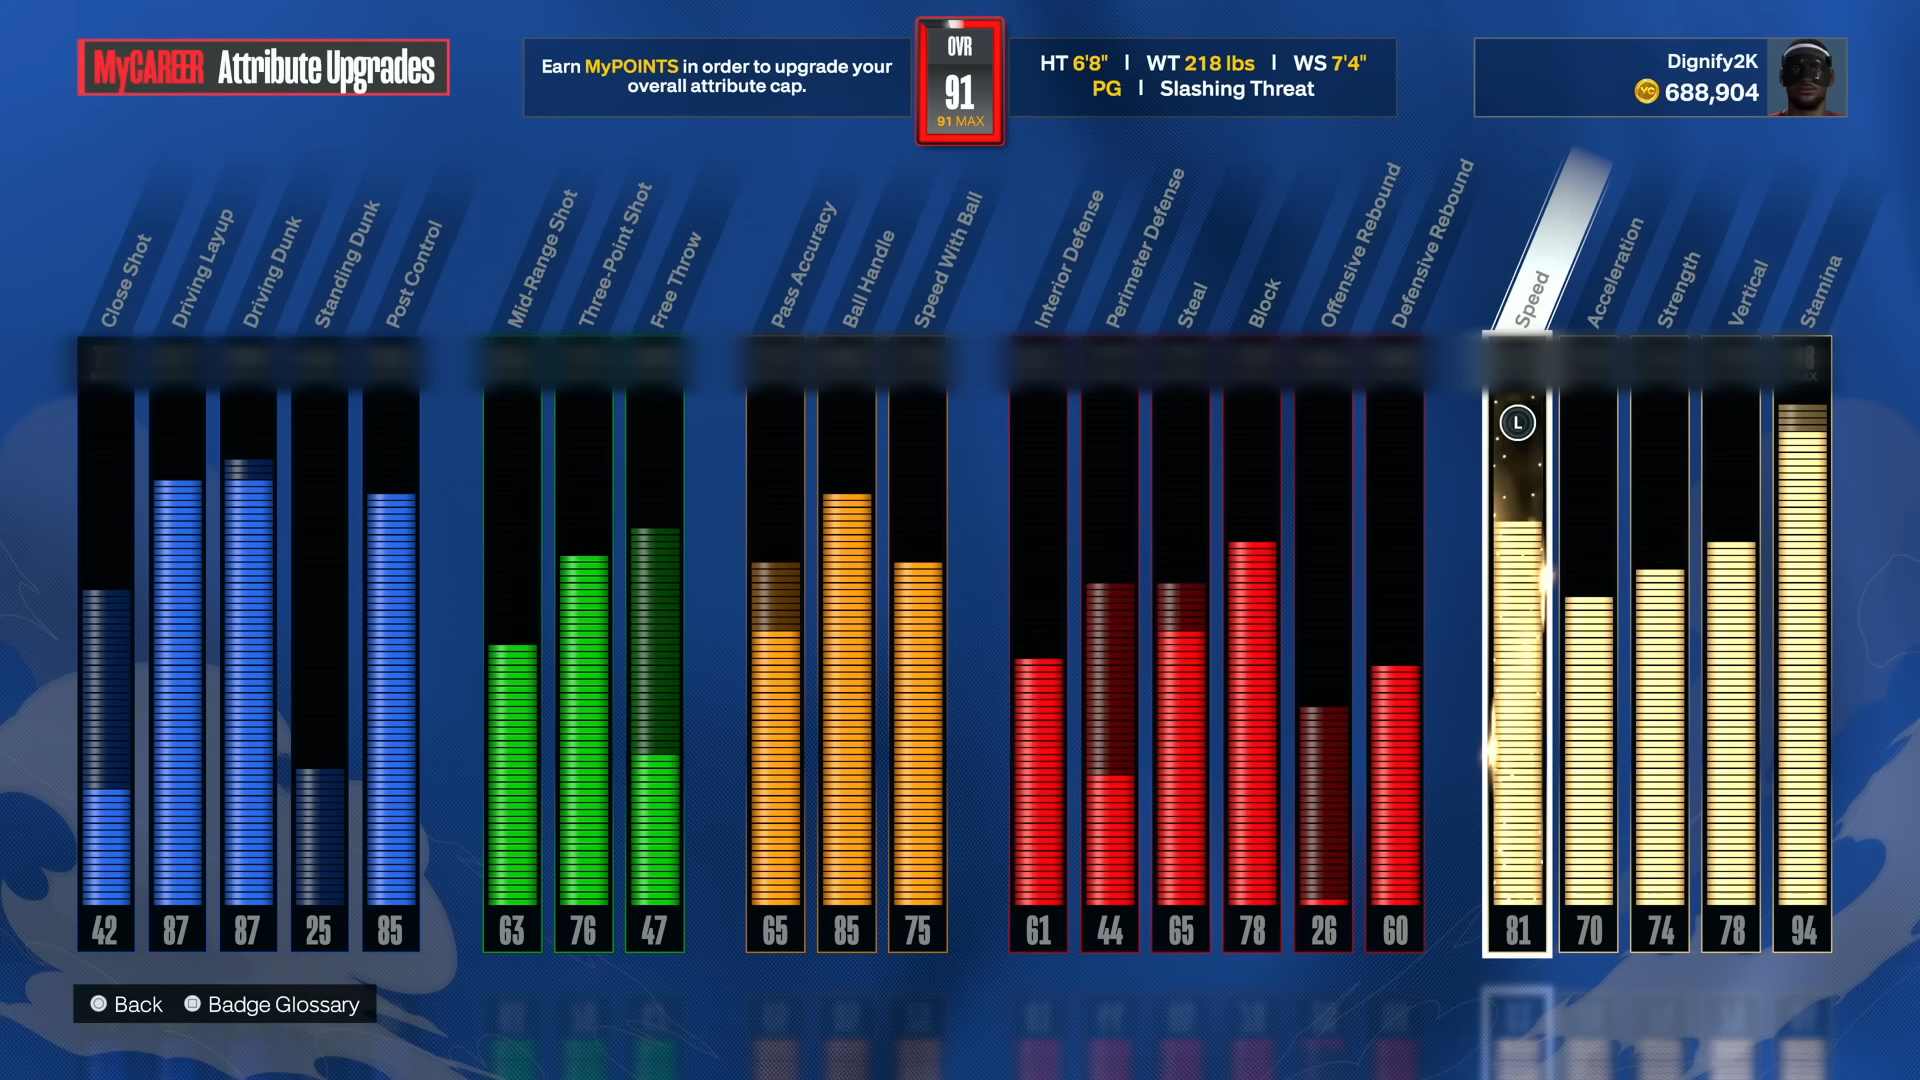 MyCAREER Attribute Upgrades
Earn MyPOINTS in order to upgrade your
overall attribute cap.
OVR
91
91 MAX
HT 6'8" | WT 218 lbs | WS 7'4"
PG | Slashing Threat
Dignify2K
VC 688,904
Close Shot
Driving Layup
Driving Dunk
Standing Dunk
Post Control
Mid-Range Shot
Three-Point Shot
Free Throw
Pass Accuracy
Ball Handle
Speed With Ball
Interior Defense
Perimeter Defense
Steal
Block
Offensive Rebound
Defensive Rebound
Speed
Acceleration
Strength
Vertical
Stamina
L
42 87 87 25 85 63 76 47 65 85 75 61 44 65 78 26 60 81 70 74 78 94
Back Badge Glossary